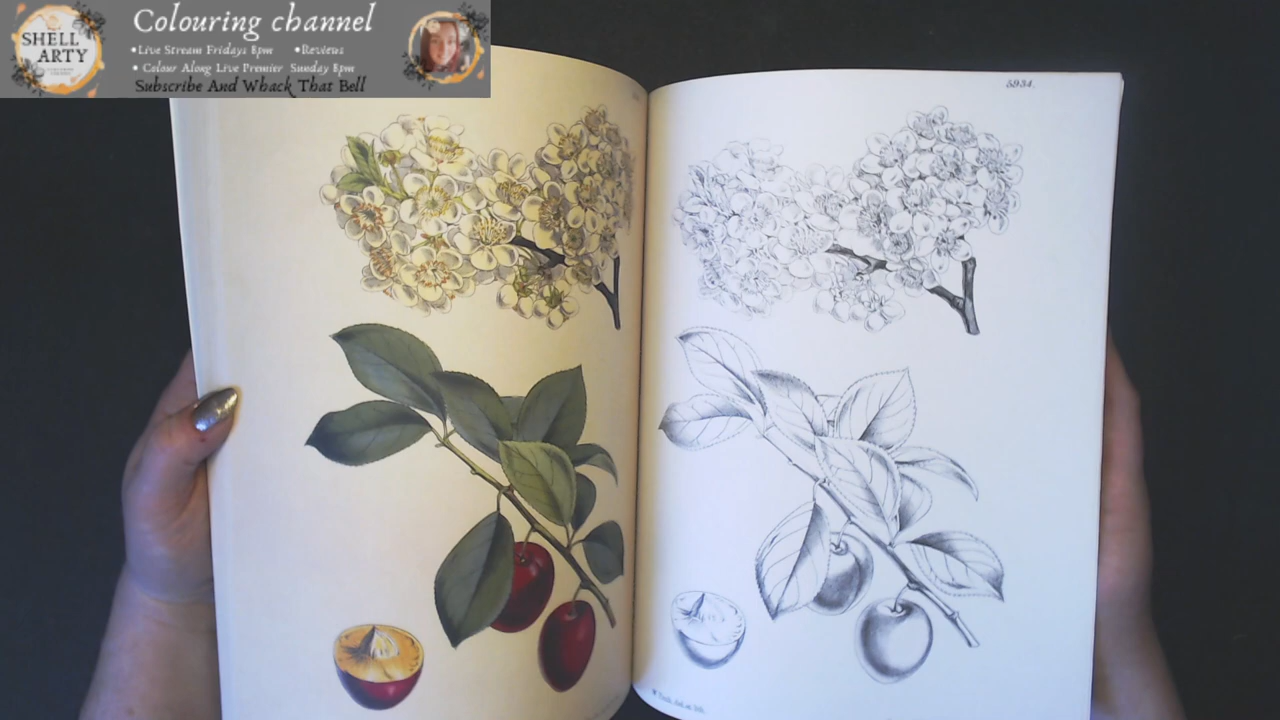 Colouring channel
SHELL
ARTY
•Live Stream Fridays 8pm •Reviews
• Colour Along Live Premier Sunday 8pm
Subscribe And Whack That Bell
5934.